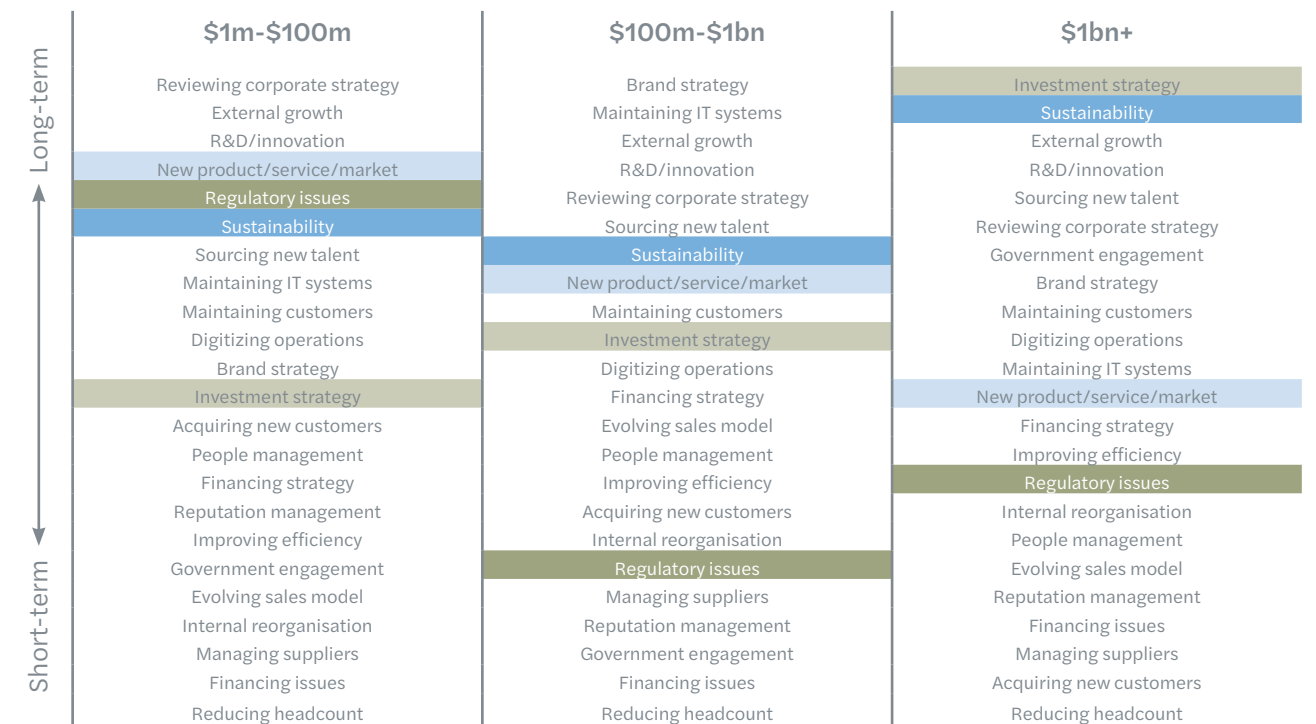 $1m-$100m
$100m-$1bn
$1bn+
Long-term
Short-term
Reviewing corporate strategy
External growth
R&D/innovation
New product/service/market
Regulatory issues
Sustainability
Sourcing new talent
Maintaining IT systems
Maintaining customers
Digitizing operations
Brand strategy
Investment strategy
Acquiring new customers
People management
Financing strategy
Reputation management
Improving efficiency
Government engagement
Evolving sales model
Internal reorganisation
Managing suppliers
Financing issues
Reducing headcount
Brand strategy
Maintaining IT systems
External growth
R&D/innovation
Reviewing corporate strategy
Sourcing new talent
Sustainability
New product/service/market
Maintaining customers
Investment strategy
Digitizing operations
Financing strategy
Evolving sales model
People management
Improving efficiency
Acquiring new customers
Internal reorganisation
Regulatory issues
Managing suppliers
Reputation management
Government engagement
Financing issues
Reducing headcount
Investment strategy
Sustainability
External growth
R&D/innovation
Sourcing new talent
Reviewing corporate strategy
Government engagement
Brand strategy
Maintaining customers
Digitizing operations
Maintaining IT systems
New product/service/market
Financing strategy
Improving efficiency
Regulatory issues
Internal reorganisation
People management
Evolving sales model
Reputation management
Financing issues
Managing suppliers
Acquiring new customers
Reducing headcount